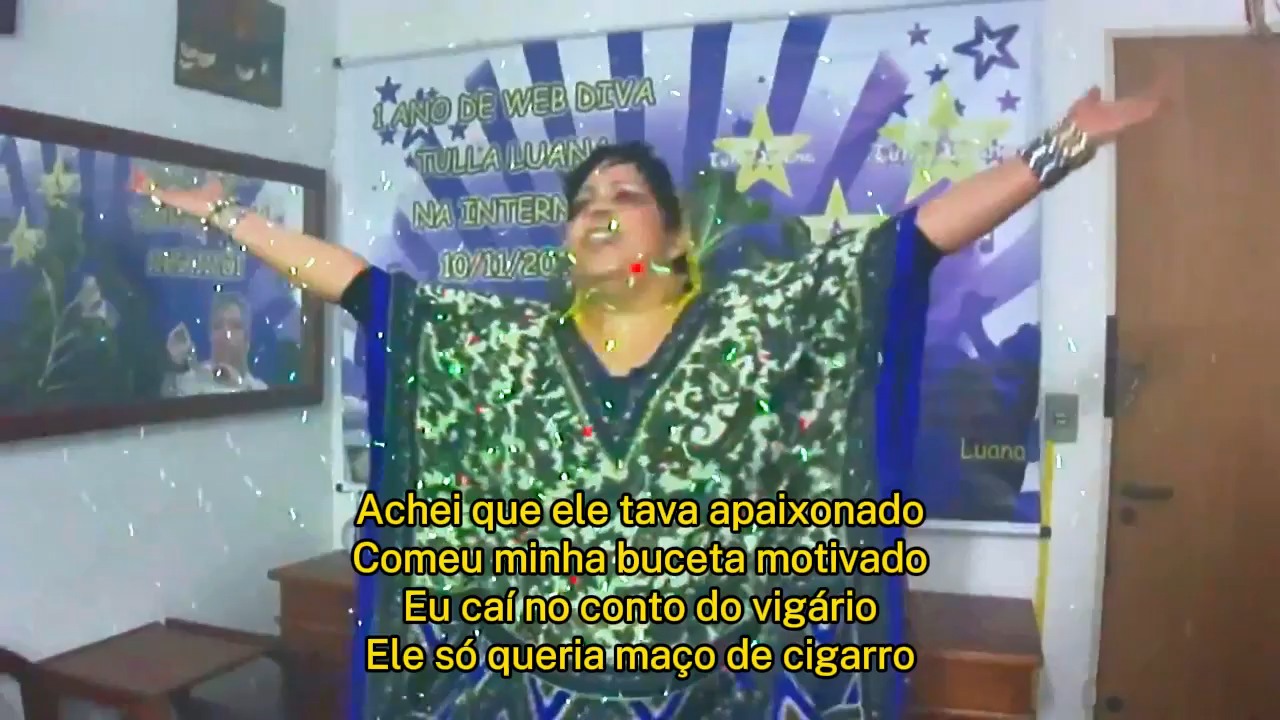 1 ANO DE WEB DIVA
TULLA LUANA
NA INTERN
10/11/20
Luana
Achei que ele tava apaixonado
Comeu minha buceta motivado
Eu caí no conto do vigário
Ele só queria maço de cigarro